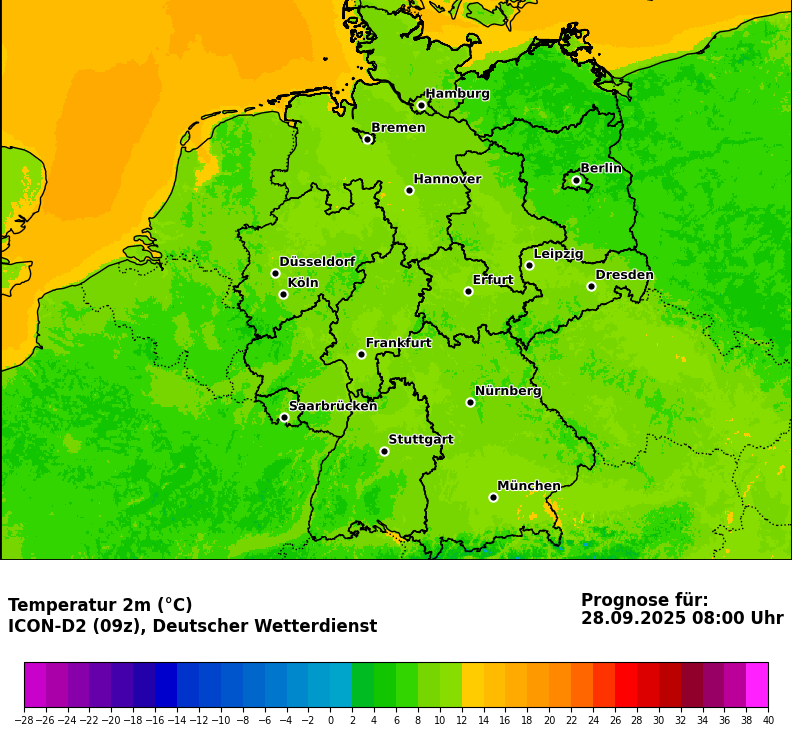 Hamburg
Bremen
Berlin
Hannover
Leipzig
Düsseldorf
Dresden
Köln
Erfurt
Frankfurt
Nürnberg
Saarbrücken
Stuttgart
München
Temperatur 2m (°C)
ICON-D2 (09z), Deutscher Wetterdienst
Prognose für:
28.09.2025 08:00 Uhr
−28 −26 −24 −22 −20 −18 −16 −14 −12 −10 −8 −6 −4 −2 0 2 4 6 8 10 12 14 16 18 20 22 24 26 28 30 32 34 36 38 40